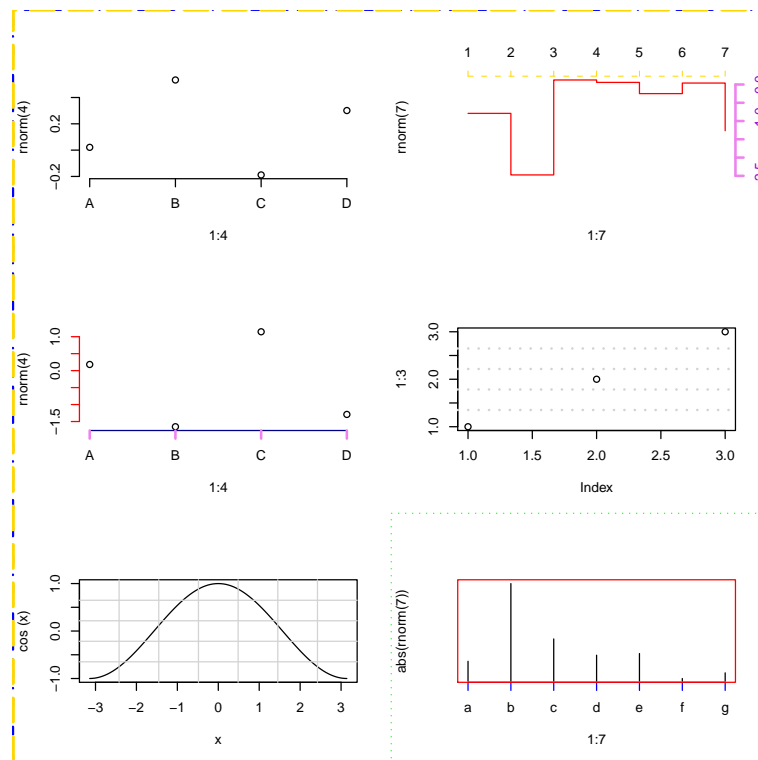 rnorm(4)
−0.2 0.2
A B C D
1:4
1 2 3 4 5 6 7
rnorm(7)
1:7
rnorm(4)
−1.5 0.0 1.0
A B C D
1:4
1:3
1.0 2.0 3.0
1.0 1.5 2.0 2.5 3.0
Index
cos (x)
−1.0 0.0 1.0
−3 −2 −1 0 1 2 3
x
abs(rnorm(7))
a b c d e f g
1:7